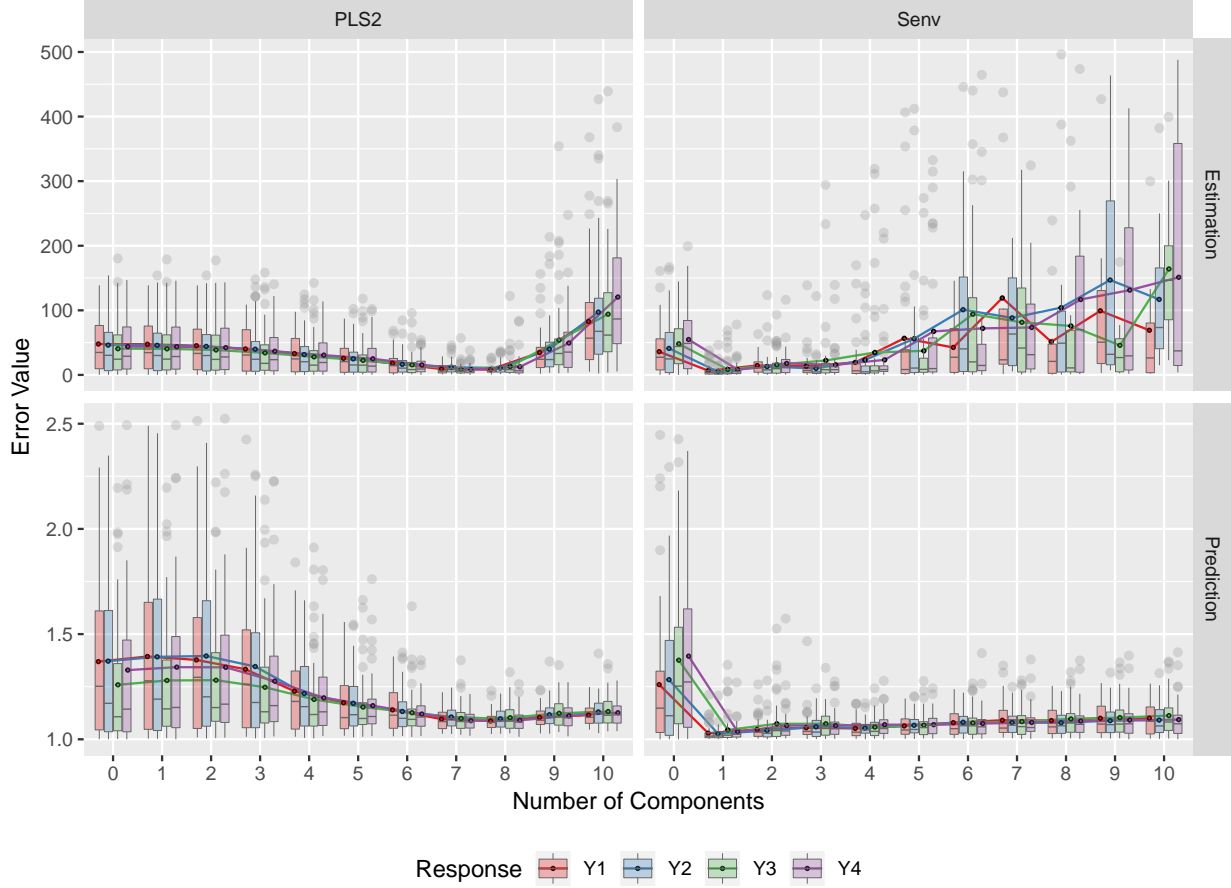 PLS2 Senv
500
400
300
200
100
0
Estimation
Error Value
2.5
2.0
1.5
1.0
Prediction
0 1 2 3 4 5 6 7 8 9 10 0 1 2 3 4 5 6 7 8 9 10
Number of Components
Response Y1 Y2 Y3 Y4